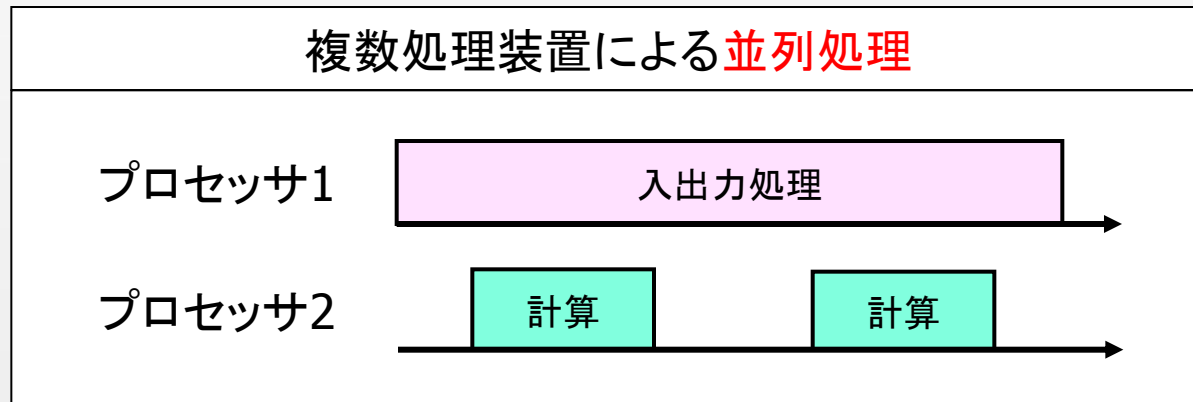 複数処理装置による並列処理
プロセッサ1
入出力処理
プロセッサ2
計算
計算